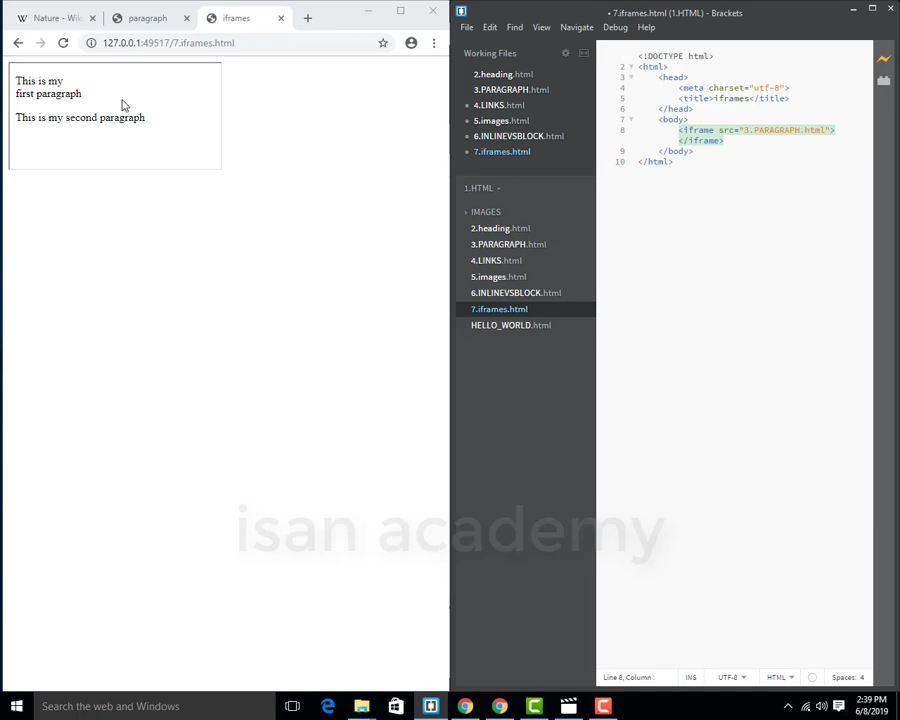 Nature - Wik
paragraph
iframes
127.0.0.1:49517/7.iframes.html
This is my
first paragraph
This is my second paragraph
• 7.iframes.html (1.HTML) - Brackets
File Edit Find View Navigate
Debug Help
Working Files
2.heading.html
3.PARAGRAPH.html
4.LINKS.html
5.images.html
6.INLINEVSBLOCK.html
7.iframes.html
1.HTML
IMAGES
2.heading.html
3.PARAGRAPH.html
4.LINKS.html
5.images.html
6.INLINEVSBLOCK.html
7.iframes.html
HELLO_WORLD.html
<!DOCTYPE html>
2 <html>
3 <head>
4 <meta charset="utf-8">
5 <title>iframes</title>
6 </head>
7 <body>
8 <iframe src="3.PARAGRAPH.html">
</iframe>
9 </body>
10 </html>
isan academy
Line 8, Column INS UTF-8 HTML Spaces: 4
Search the web and Windows
2:39 PM
6/8/2019